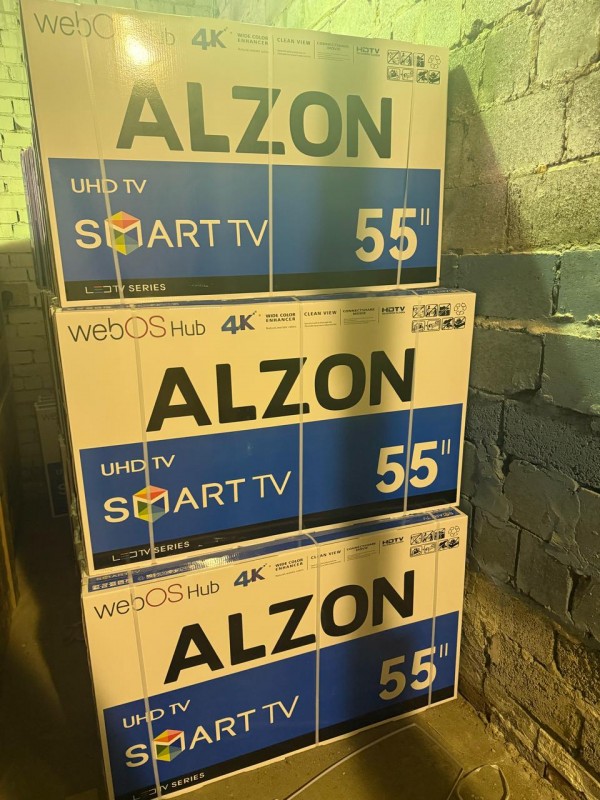 webOS Hub 4K WIDE COLOR ENHANCER CLEAN VIEW HDTV
ALZON
UHD TV
SMART TV 55"
LED TV SERIES
webOS Hub 4K WIDE COLOR ENHANCER CLEAN VIEW HDTV
ALZON
UHD TV
SMART TV 55"
LED TV SERIES
webOS Hub 4K WIDE COLOR ENHANCER CLEAN VIEW HDTV
ALZON
UHD TV
SMART TV 55"
LED TV SERIES